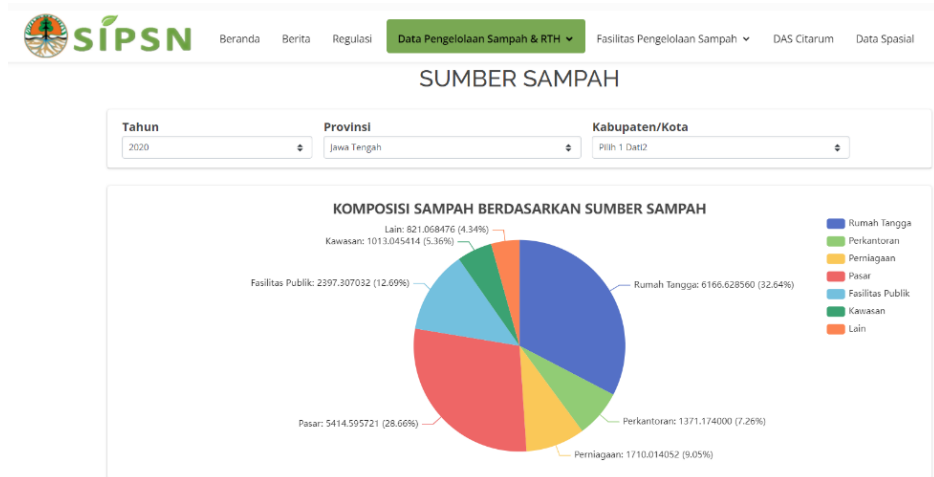 SIPSN Beranda Berita Regulasi Data Pengelolaan Sampah & RTH Fasilitas Pengelolaan Sampah DAS Citarum Data Spasial
SUMBER SAMPAH
Tahun Provinsi Kabupaten/Kota
2020 Jawa Tengah Pilih 1 Dati2
KOMPOSISI SAMPAH BERDASARKAN SUMBER SAMPAH
Lain: 821.068476 (4.34%)
Kawasan: 1013.045414 (5.36%)
Fasilitas Publik: 2397.307032 (12.69%)
Rumah Tangga: 6166.628560 (32.64%)
Pasar: 5414.595721 (28.66%)
Perkantoran: 1371.174000 (7.26%)
Perniagaan: 1710.014052 (9.05%)
Rumah Tangga
Perkantoran
Perniagaan
Pasar
Fasilitas Publik
Kawasan
Lain